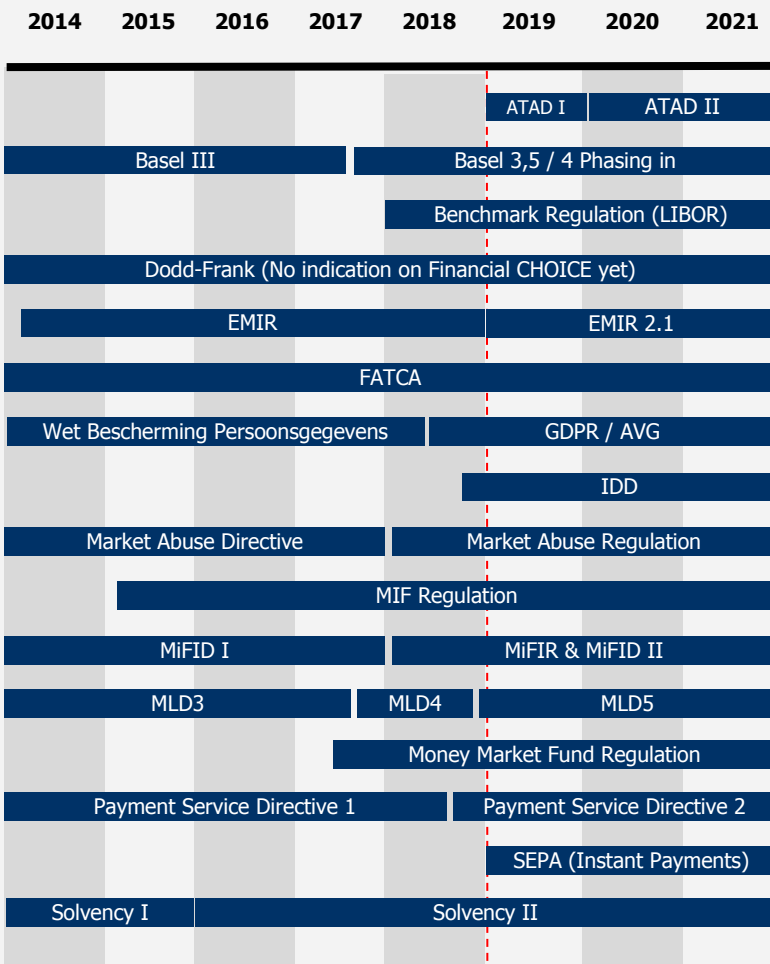 2014 2015 2016 2017 2018 2019 2020 2021
ATAD I ATAD II
Basel III Basel 3,5 / 4 Phasing in
Benchmark Regulation (LIBOR)
Dodd-Frank (No indication on Financial CHOICE yet)
EMIR EMIR 2.1
FATCA
Wet Bescherming Persoonsgegevens GDPR / AVG
IDD
Market Abuse Directive Market Abuse Regulation
MIF Regulation
MiFID I MiFIR & MiFID II
MLD3 MLD4 MLD5
Money Market Fund Regulation
Payment Service Directive 1 Payment Service Directive 2
SEPA (Instant Payments)
Solvency I Solvency II